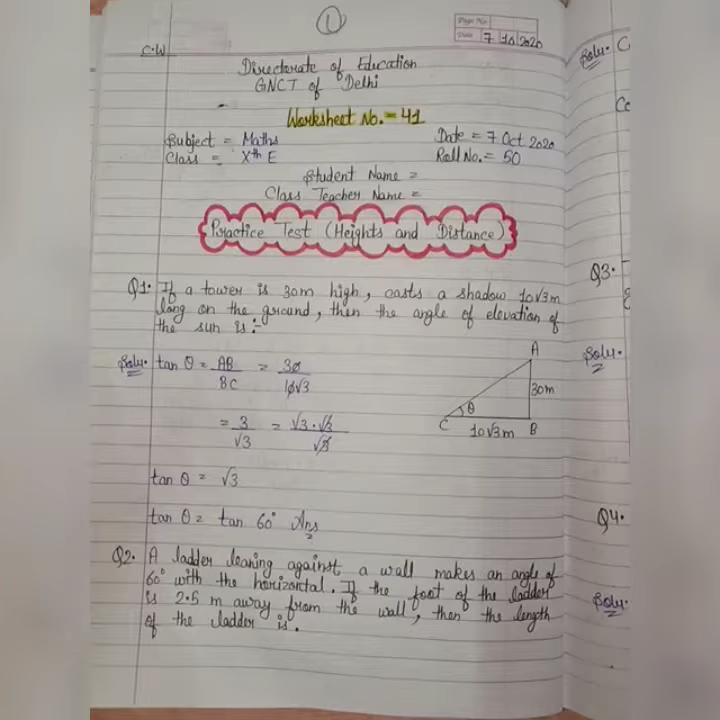 1
Page No.
Date 7 10 2020
C.W
Directorate of Education
GNCT of Delhi
Worksheet No. = 41
Subject = Maths
Date = 7 Oct 2020
Class = Xth E
Roll No. = 50
Student Name =
Class Teacher Name =
Practice Test (Heights and Distance)
Q1. If a tower is 30m high, casts a shadow 10√3m
long on the ground, then the angle of elevation of
the sun is :-
Solu. tan θ = AB/BC = 30/10√3
= 3/√3 = √3.√3/√3
tan θ = √3
tan θ = tan 60° Ans
A
30m
θ
C 10√3m B
Q2. A ladder leaning against a wall makes an angle of
60° with the horizontal. If the foot of the ladder
is 2.5 m away from the wall, then the length
of the ladder is.
Solu. C
Co
Q3.
Solu.
Q4.
Solu.